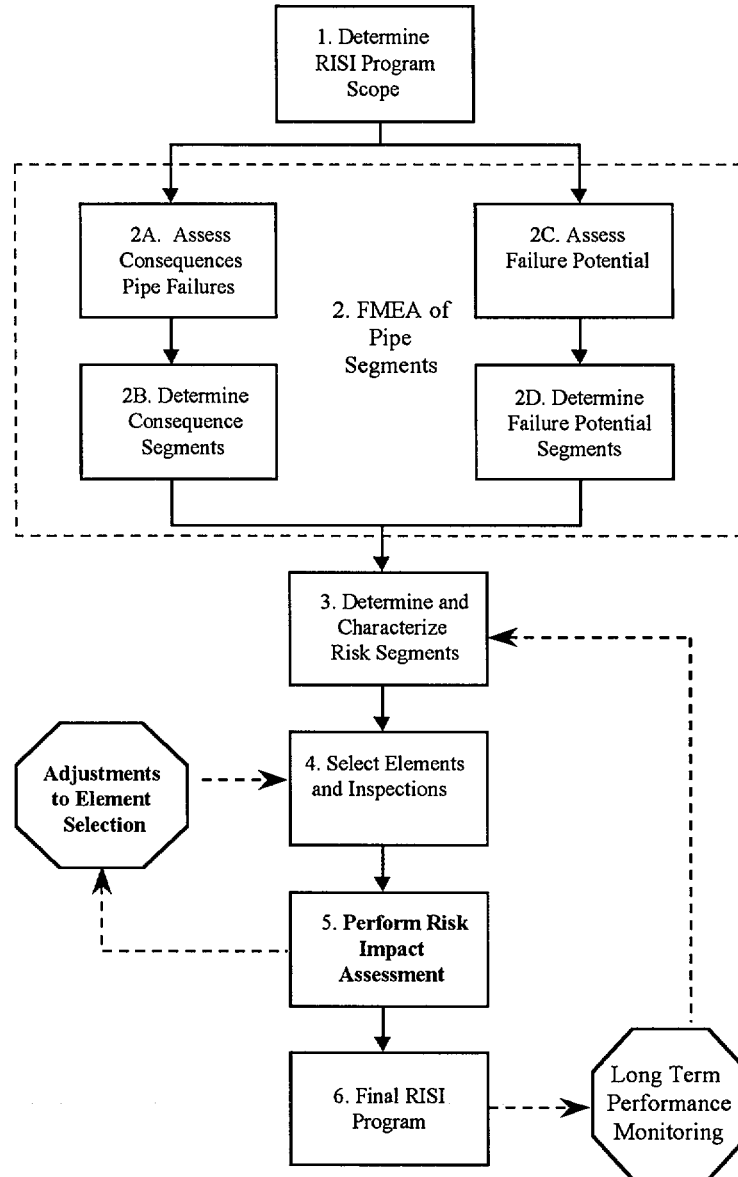 1. Determine
RISI Program
Scope
2A. Assess
Consequences
Pipe Failures
2C. Assess
Failure Potential
2. FMEA of
Pipe
Segments
2B. Determine
Consequence
Segments
2D. Determine
Failure Potential
Segments
3. Determine and
Characterize
Risk Segments
Adjustments
to Element
Selection
4. Select Elements
and Inspections
5. Perform Risk
Impact
Assessment
6. Final RISI
Program
Long Term
Performance
Monitoring